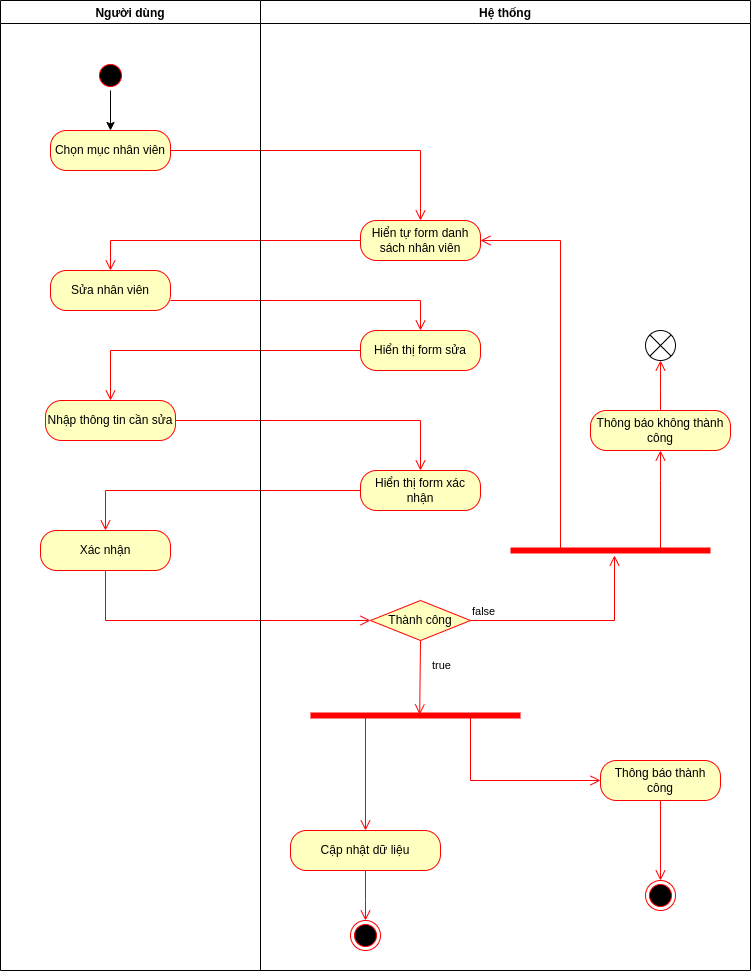 Người dùng
Hệ thống
Chọn mục nhân viên
Hiển tự form danh
sách nhân viên
Sửa nhân viên
Hiển thị form sửa
Nhập thông tin cần sửa
Thông báo không thành
công
Hiển thị form xác
nhận
Xác nhận
Thành công
false
true
Thông báo thành
công
Cập nhật dữ liệu